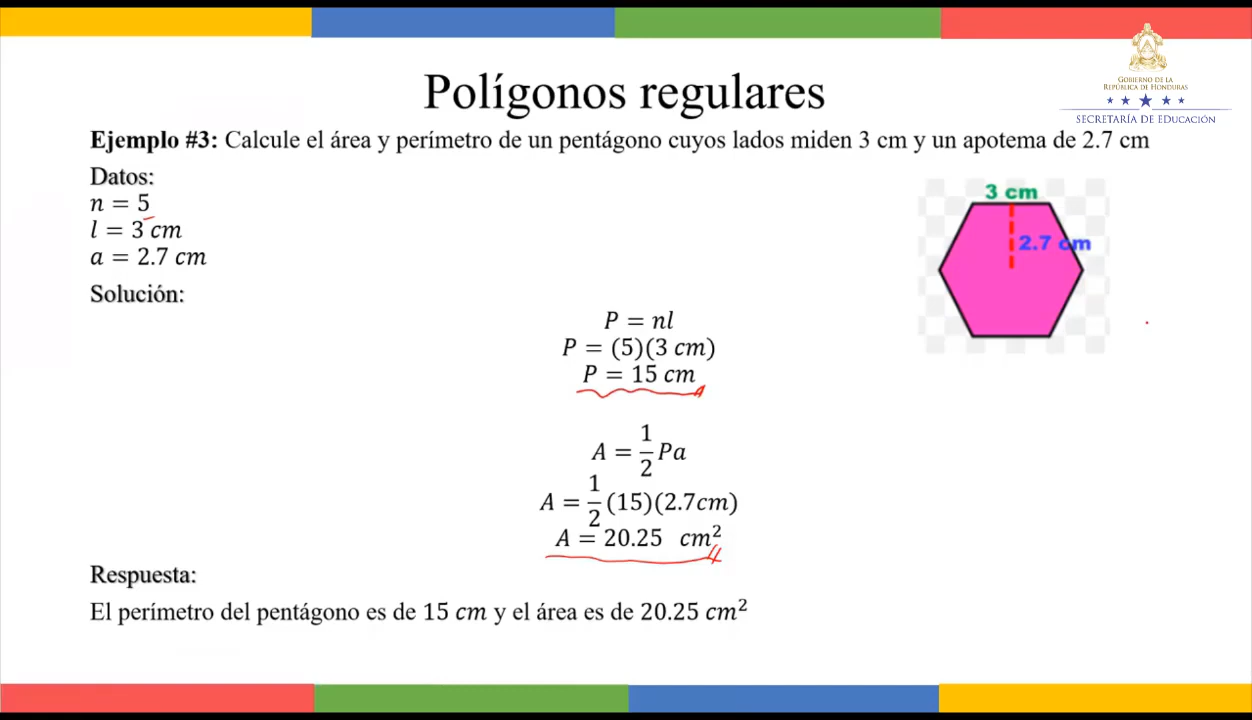 GOBIERNO DE LA
REPÚBLICA DE HONDURAS
SECRETARÍA DE EDUCACIÓN
Polígonos regulares
Ejemplo #3: Calcule el área y perímetro de un pentágono cuyos lados miden 3 cm y un apotema de 2.7 cm
Datos:
n = 5
l = 3 cm
a = 2.7 cm
3 cm
2.7 cm
Solución:
P = nl
P = (5)(3 cm)
P = 15 cm
A = 1/2 Pa
A = 1/2 (15)(2.7cm)
A = 20.25 cm²
Respuesta:
El perímetro del pentágono es de 15 cm y el área es de 20.25 cm²